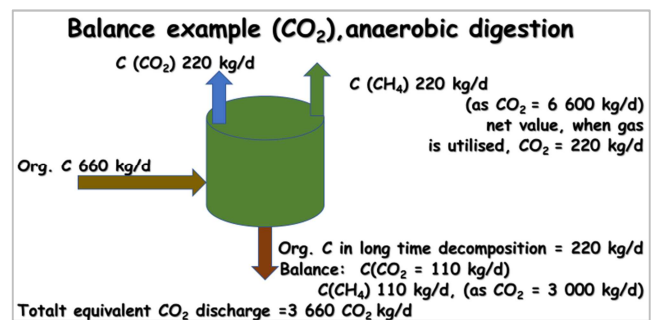 Balance example (CO₂),anaerobic digestion
C (CO₂) 220 kg/d
C (CH₄) 220 kg/d
(as CO₂ = 6 600 kg/d)
net value, when gas
is utilised, CO₂ = 220 kg/d
Org. C 660 kg/d
Org. C in long time decomposition = 220 kg/d
Balance: C(CO₂ = 110 kg/d)
C(CH₄) 110 kg/d, (as CO₂ = 3 000 kg/d)
Totalt equivalent CO₂ discharge =3 660 CO₂ kg/d